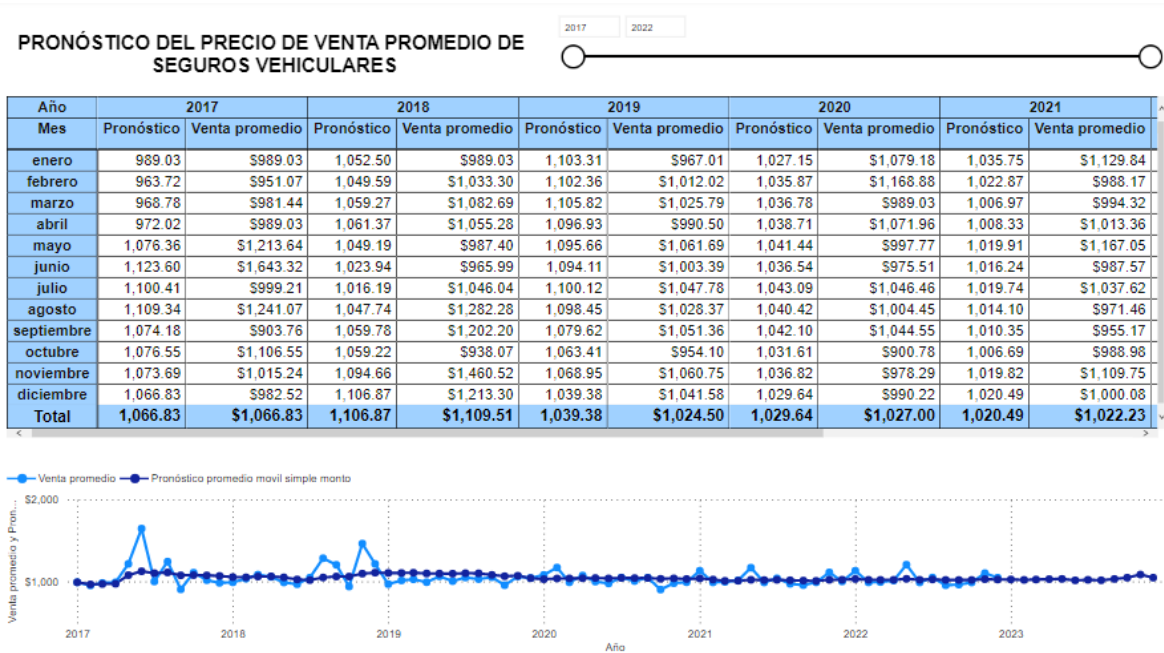 2017 2022
PRONÓSTICO DEL PRECIO DE VENTA PROMEDIO DE
SEGUROS VEHICULARES
Año 2017 2018 2019 2020 2021
Mes Pronóstico Venta promedio Pronóstico Venta promedio Pronóstico Venta promedio Pronóstico Venta promedio Pronóstico Venta promedio
enero 989.03 $989.03 1,052.50 $989.03 1,103.31 $967.01 1,027.15 $1,079.18 1,035.75 $1,129.84
febrero 963.72 $951.07 1,049.59 $1,033.30 1,102.36 $1,012.02 1,035.87 $1,168.88 1,022.87 $988.17
marzo 968.78 $981.44 1,059.27 $1,082.69 1,105.82 $1,025.79 1,036.78 $989.03 1,006.97 $994.32
abril 972.02 $989.03 1,061.37 $1,055.28 1,096.93 $990.50 1,038.71 $1,071.96 1,008.33 $1,013.36
mayo 1,076.36 $1,213.64 1,049.19 $987.40 1,095.66 $1,061.69 1,041.44 $997.77 1,019.91 $1,167.05
junio 1,123.60 $1,643.32 1,023.94 $965.99 1,094.11 $1,003.39 1,036.54 $975.51 1,016.24 $987.57
julio 1,100.41 $999.21 1,016.19 $1,046.04 1,100.12 $1,047.78 1,043.09 $1,046.46 1,019.74 $1,037.62
agosto 1,109.34 $1,241.07 1,047.74 $1,282.28 1,098.45 $1,028.37 1,040.42 $1,004.45 1,014.10 $971.46
septiembre 1,074.18 $903.76 1,059.78 $1,202.20 1,079.62 $1,051.36 1,042.10 $1,044.55 1,010.35 $955.17
octubre 1,076.55 $1,106.55 1,059.22 $938.07 1,063.41 $954.10 1,031.61 $900.78 1,006.69 $988.98
noviembre 1,073.69 $1,015.24 1,094.66 $1,460.52 1,068.95 $1,060.75 1,036.82 $978.29 1,019.82 $1,109.75
diciembre 1,066.83 $982.52 1,106.87 $1,213.30 1,039.38 $1,041.58 1,029.64 $990.22 1,020.49 $1,000.08
Total 1,066.83 $1,066.83 1,106.87 $1,109.51 1,039.38 $1,024.50 1,029.64 $1,027.00 1,020.49 $1,022.23
Venta promedio Pronóstico promedio movil simple monto
Venta promedio y Pron...
$2,000
$1,000
2017 2018 2019 2020 2021 2022 2023
Año